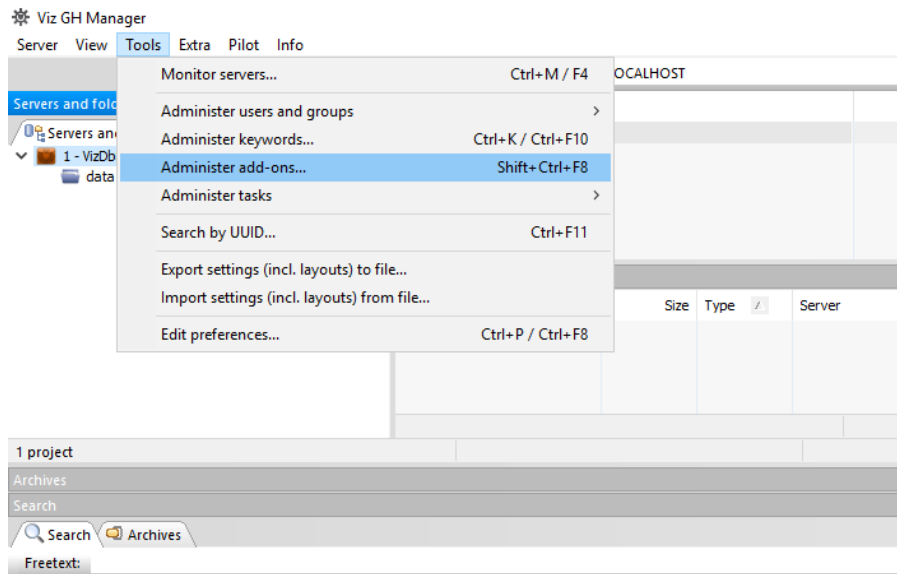 Viz GH Manager
Server View Tools Extra Pilot Info
Monitor servers... Ctrl+M / F4
OCALHOST
Servers and fold
Administer users and groups
Servers an
Administer keywords... Ctrl+K / Ctrl+F10
1 - VizDb
Administer add-ons... Shift+Ctrl+F8
data
Administer tasks
Search by UUID... Ctrl+F11
Export settings (incl. layouts) to file...
Import settings (incl. layouts) from file...
Size Type Server
Edit preferences... Ctrl+P / Ctrl+F8
1 project
Archives
Search
Search Archives
Freetext: